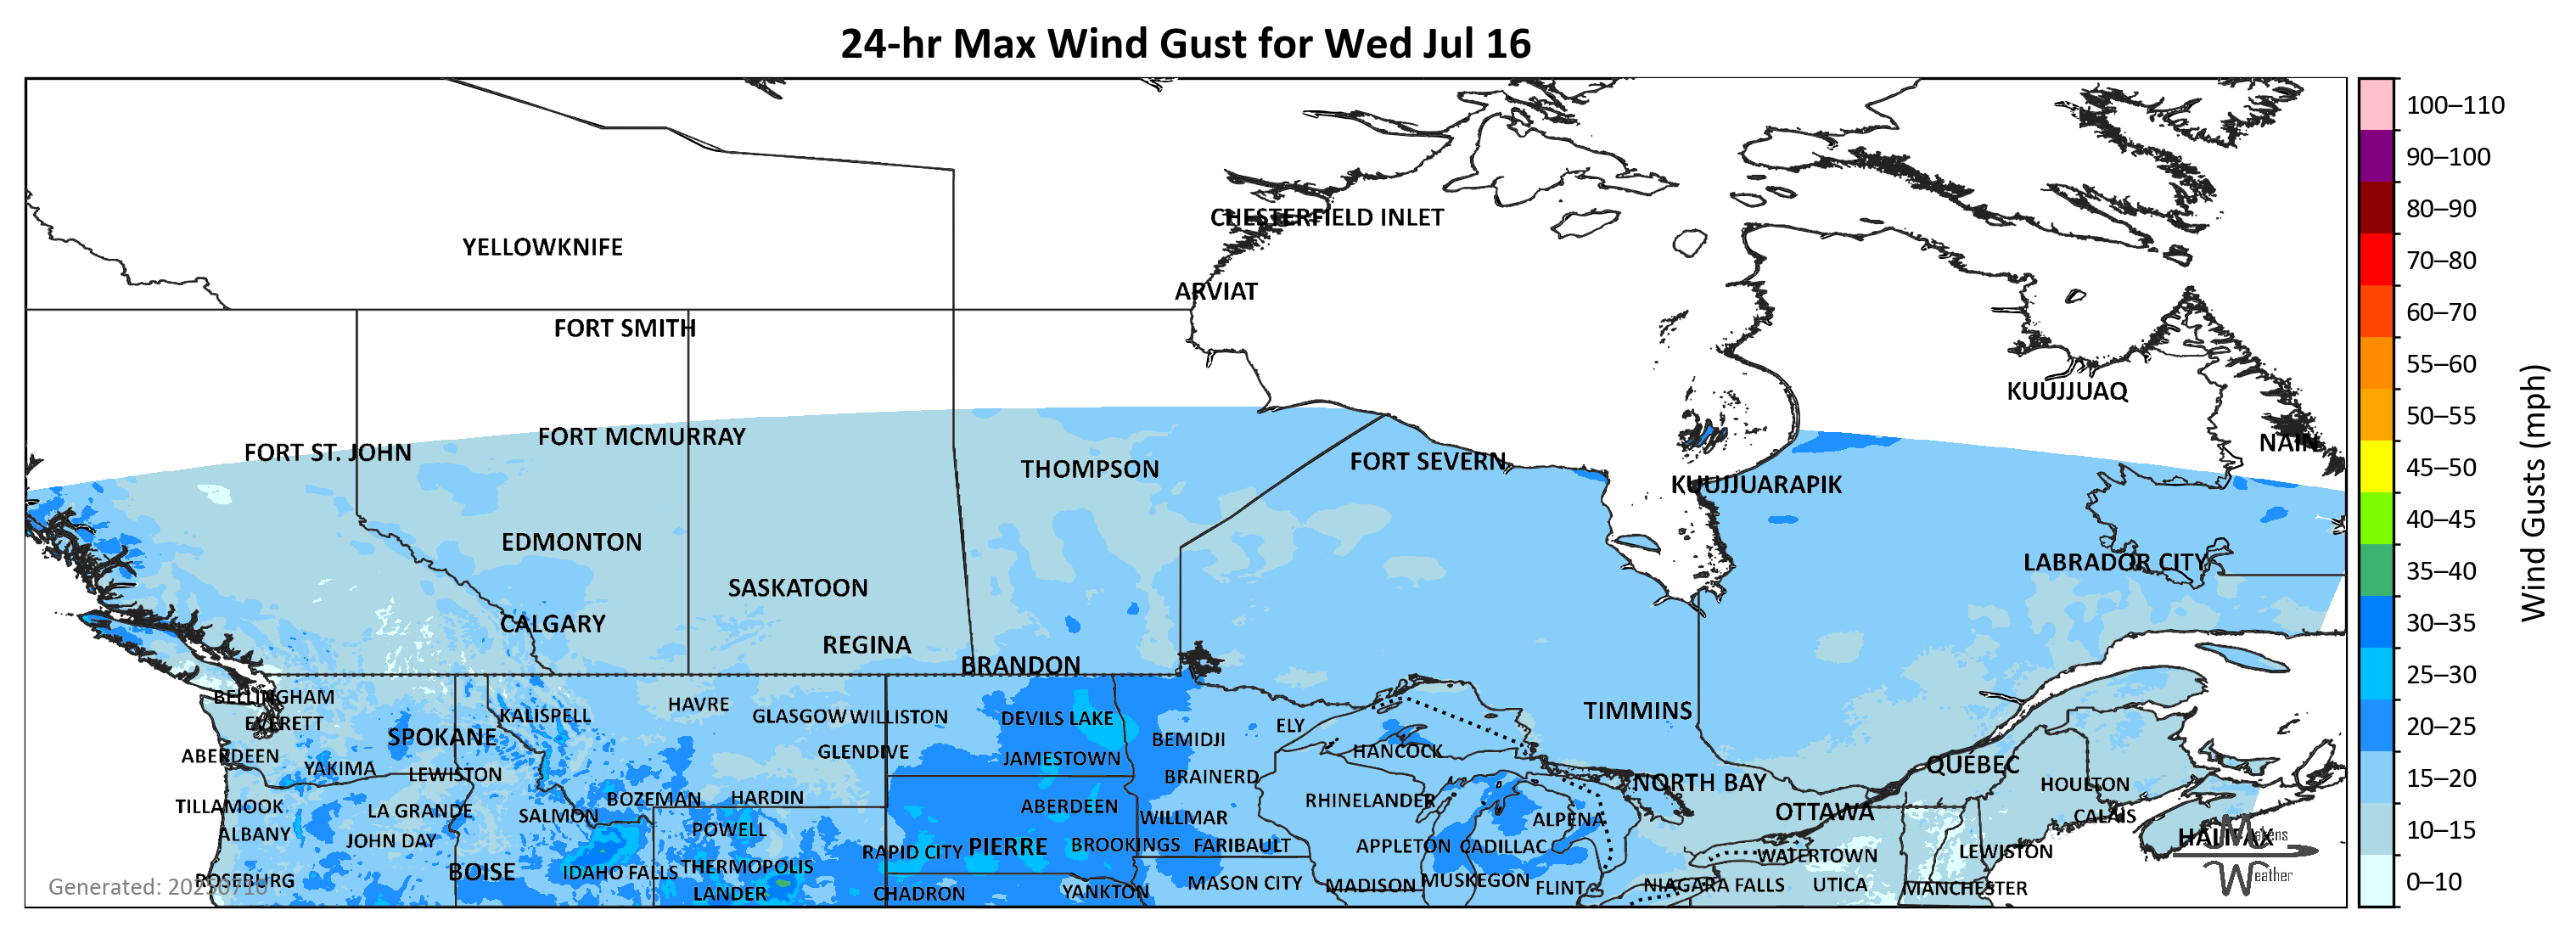 24-hr Max Wind Gust for Wed Jul 16
100–110
90–100
CHESTERFIELD INLET
80–90
YELLOWKNIFE
70–80
ARVIAT
60–70
FORT SMITH
55–60
KUUJJUAQ
50–55
FORT MCMURRAY
NAIN
FORT ST. JOHN
FORT SEVERN
THOMPSON
45–50
KUUJJUARAPIK
40–45
EDMONTON
LABRADOR CITY
35–40
SASKATOON
CALGARY
30–35
REGINA
BRANDON
25–30
BELLINGHAM
HAVRE
TIMMINS
KALISPELL
GLASGOW
WILLISTON
DEVILS LAKE
EVERETT
ELY
20–25
SPOKANE
BEMIDJI
ABERDEEN
GLENDIVE
JAMESTOWN
HANCOCK
QUÉBEC
YAKIMA
LEWISTON
BRAINERD
NORTH BAY
HOULTON
15–20
TILLAMOOK
LA GRANDE
SALMON
BOZEMAN
HARDIN
ABERDEEN
WILLMAR
RHINELANDER
ALPENA
OTTAWA
CALAIS
10–15
ALBANY
JOHN DAY
POWELL
HALIFAX
Makens
Weather
RAPID CITY
PIERRE
BROOKINGS
FARIBAULT
APPLETON
CADILLAC
WATERTOWN
LEWISTON
BOISE
IDAHO FALLS
THERMOPOLIS
ROSEBURG
Generated: 20250710
LANDER
CHADRON
YANKTON
MASON CITY
MADISON
MUSKEGON
FLINT
NIAGARA FALLS
UTICA
MANCHESTER
0–10
Wind Gusts (mph)